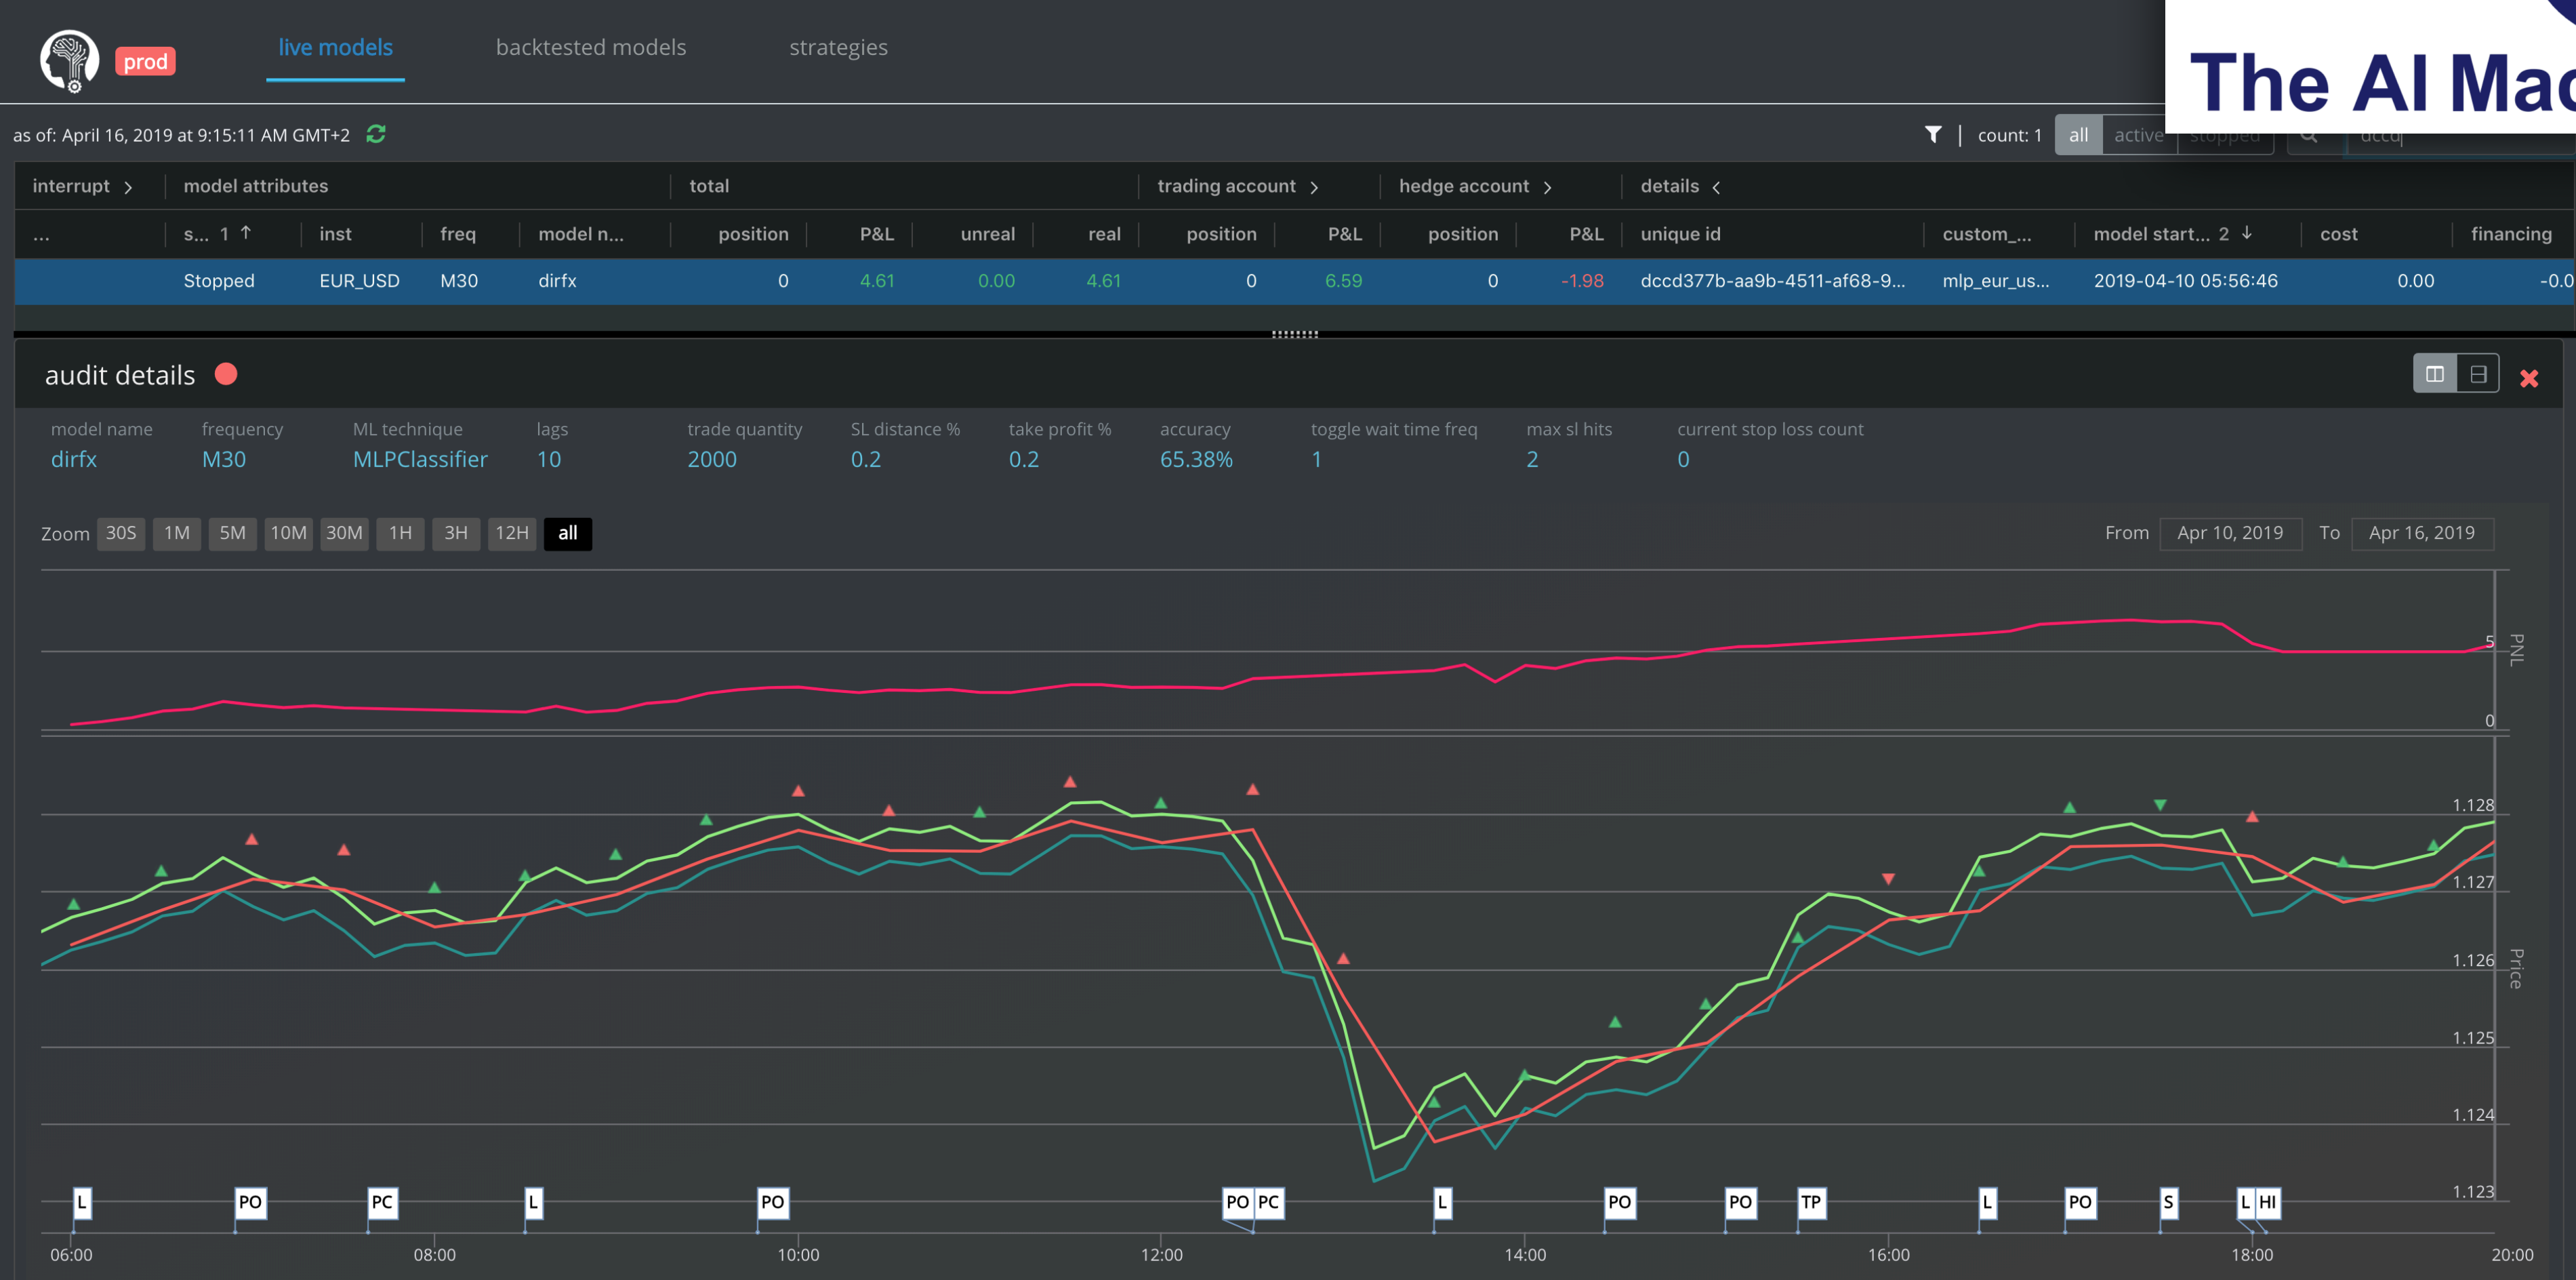 prod live models backtested models strategies
The AI
as of: April 16, 2019 at 9:15:11 AM GMT+2 count: 1 all active stopped dccd
interrupt model attributes total trading account hedge account details
... s... 1 inst freq model n... position P&L unreal real position P&L position P&L unique id custom_... model start... 2 cost financing
Stopped EUR_USD M30 dirfx 0 4.61 0.00 4.61 0 6.59 0 -1.98 dccd377b-aa9b-4511-af68-9... mlp_eur_us... 2019-04-10 05:56:46 0.00 -0.0
audit details
model name frequency ML technique lags trade quantity SL distance % take profit % accuracy toggle wait time freq max sl hits current stop loss count
dirfx M30 MLPClassifier 10 2000 0.2 0.2 65.38% 1 2 0
Zoom 30S 1M 5M 10M 30M 1H 3H 12H all From Apr 10, 2019 To Apr 16, 2019
5
PNL
0
1.128
1.127
1.126
Price
1.125
1.124
1.123
L PO PC L PO PO PC L PO PO TP L PO S L HI
06:00 08:00 10:00 12:00 14:00 16:00 18:00 20:00